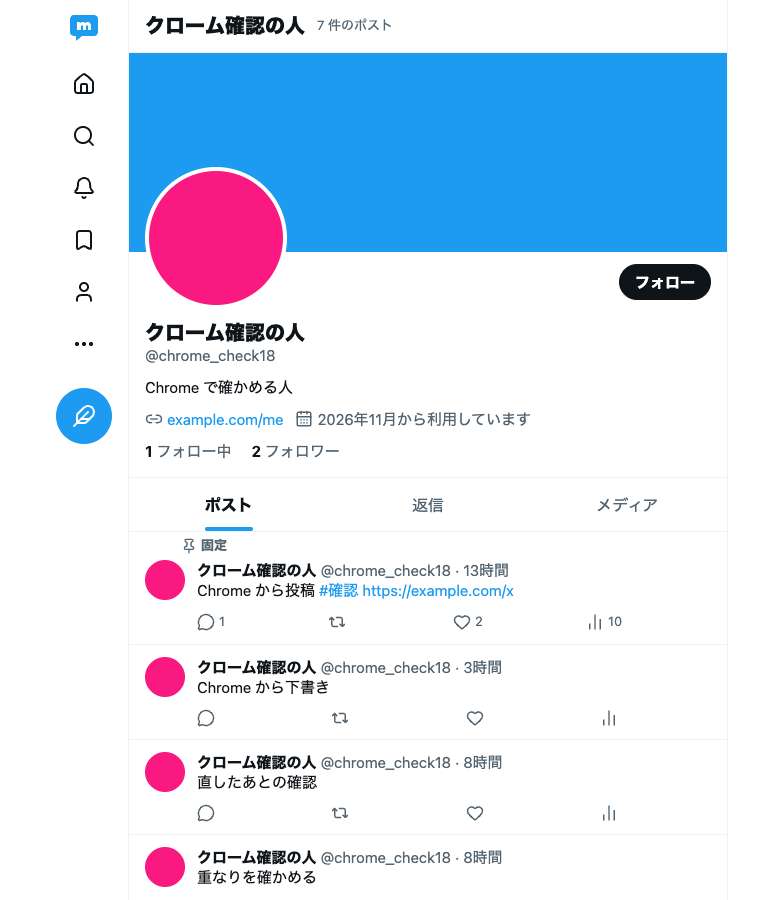 m
クローム確認の人 7 件のポスト
フォロー
クローム確認の人
@chrome_check18
Chrome で確かめる人
example.com/me 2026年11月から利用しています
1 フォロー中 2 フォロワー
ポスト 返信 メディア
固定
クローム確認の人 @chrome_check18 · 13時間
Chrome から投稿 #確認 https://example.com/x
1 2 10
クローム確認の人 @chrome_check18 · 3時間
Chrome から下書き
クローム確認の人 @chrome_check18 · 8時間
直したあとの確認
クローム確認の人 @chrome_check18 · 8時間
重なりを確かめる